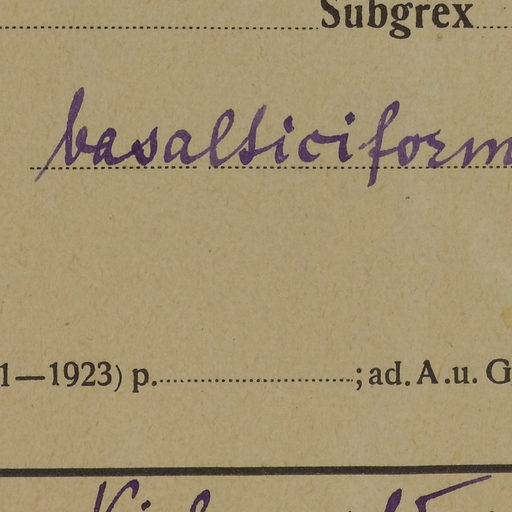 Subgrex
basalticiform
1—1923) p. ; ad. A. u. G